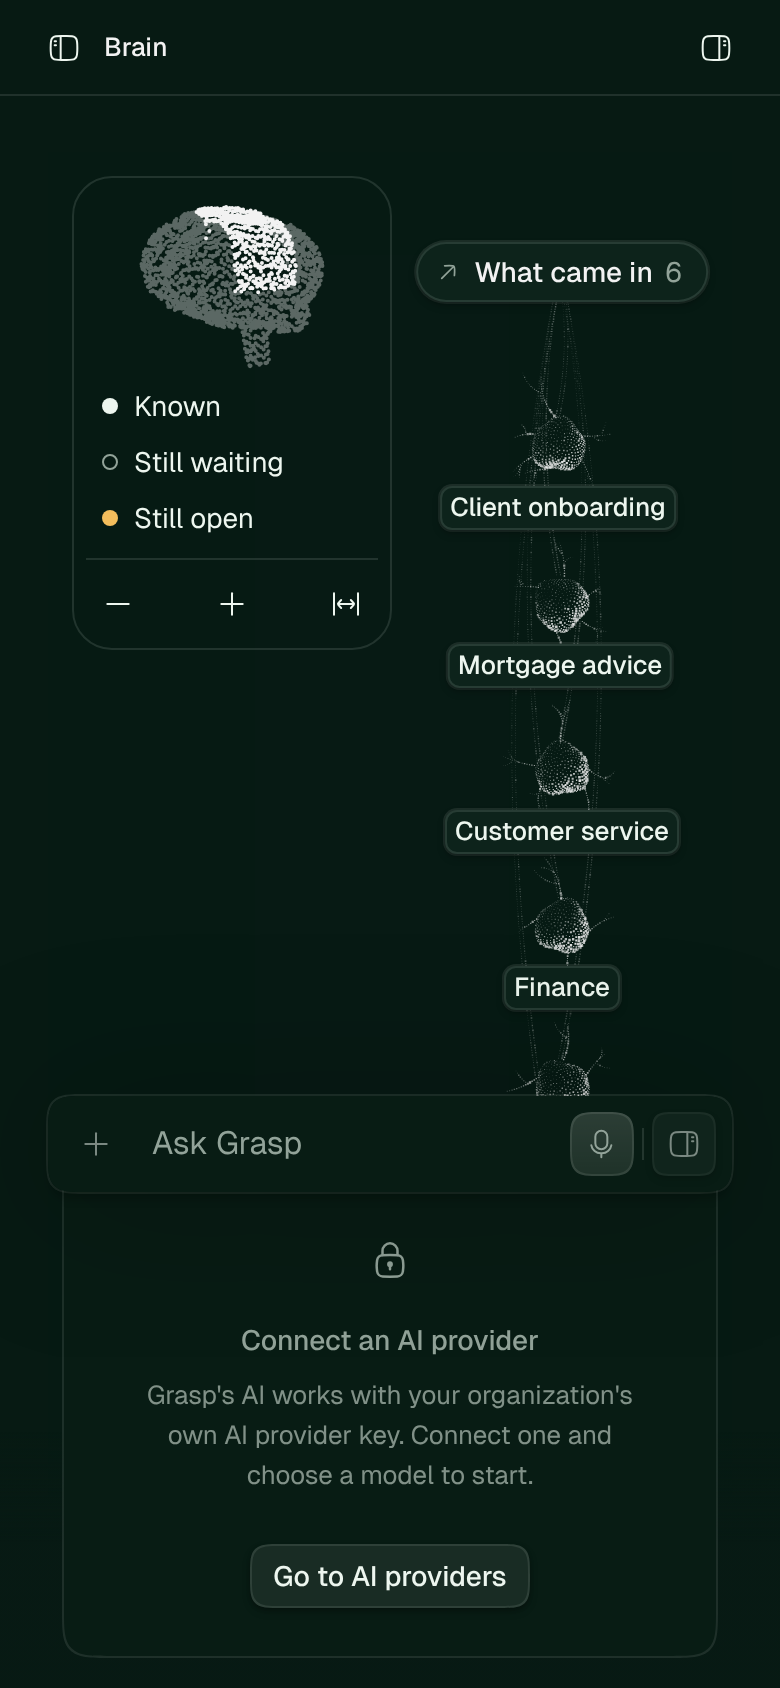 Brain
Known
Still waiting
Still open
What came in 6
Client onboarding
Mortgage advice
Customer service
Finance
Ask Grasp
Connect an AI provider
Grasp's AI works with your organization's
own AI provider key. Connect one and
choose a model to start.
Go to AI providers